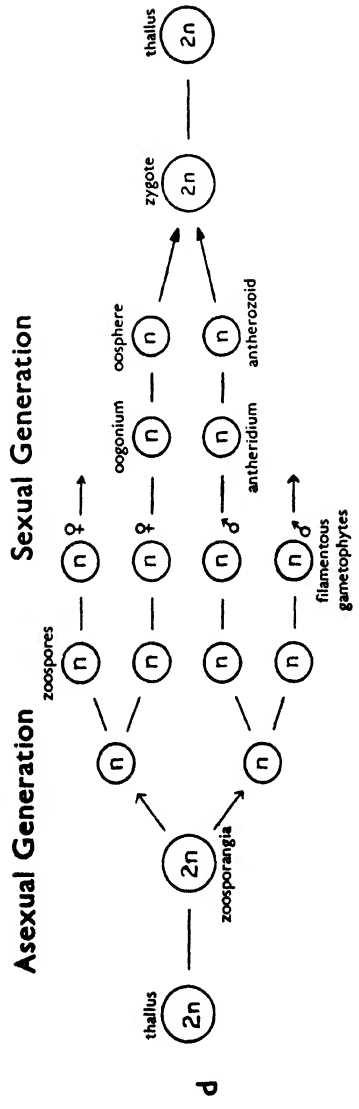 Asexual Generation
Sexual Generation
d
thallus
2n
zoosporangia
2n
n
n
zoospores
n
n
n
n
n ♀
n ♀
n ♂
n ♂
filamentous
gametophytes
oogonium
n
antheridium
n
oosphere
n
antherozoid
n
zygote
2n
thallus
2n